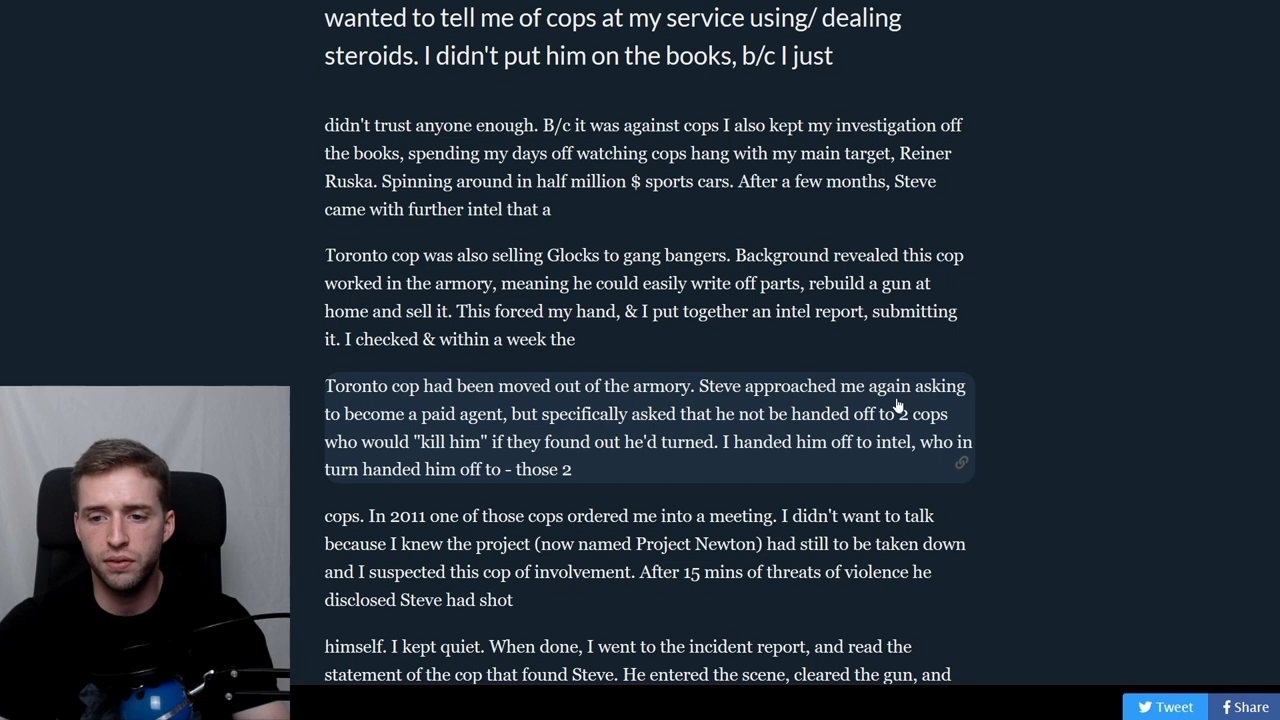 wanted to tell me of cops at my service using/ dealing
steroids. I didn't put him on the books, b/c I just
didn't trust anyone enough. B/c it was against cops I also kept my investigation off
the books, spending my days off watching cops hang with my main target, Reiner
Ruska. Spinning around in half million $ sports cars. After a few months, Steve
came with further intel that a
Toronto cop was also selling Glocks to gang bangers. Background revealed this cop
worked in the armory, meaning he could easily write off parts, rebuild a gun at
home and sell it. This forced my hand, & I put together an intel report, submitting
it. I checked & within a week the
Toronto cop had been moved out of the armory. Steve approached me again asking
to become a paid agent, but specifically asked that he not be handed off to 2 cops
who would "kill him" if they found out he'd turned. I handed him off to intel, who in
turn handed him off to - those 2
cops. In 2011 one of those cops ordered me into a meeting. I didn't want to talk
because I knew the project (now named Project Newton) had still to be taken down
and I suspected this cop of involvement. After 15 mins of threats of violence he
disclosed Steve had shot
himself. I kept quiet. When done, I went to the incident report, and read the
statement of the cop that found Steve. He entered the scene, cleared the gun, and
Tweet
Share